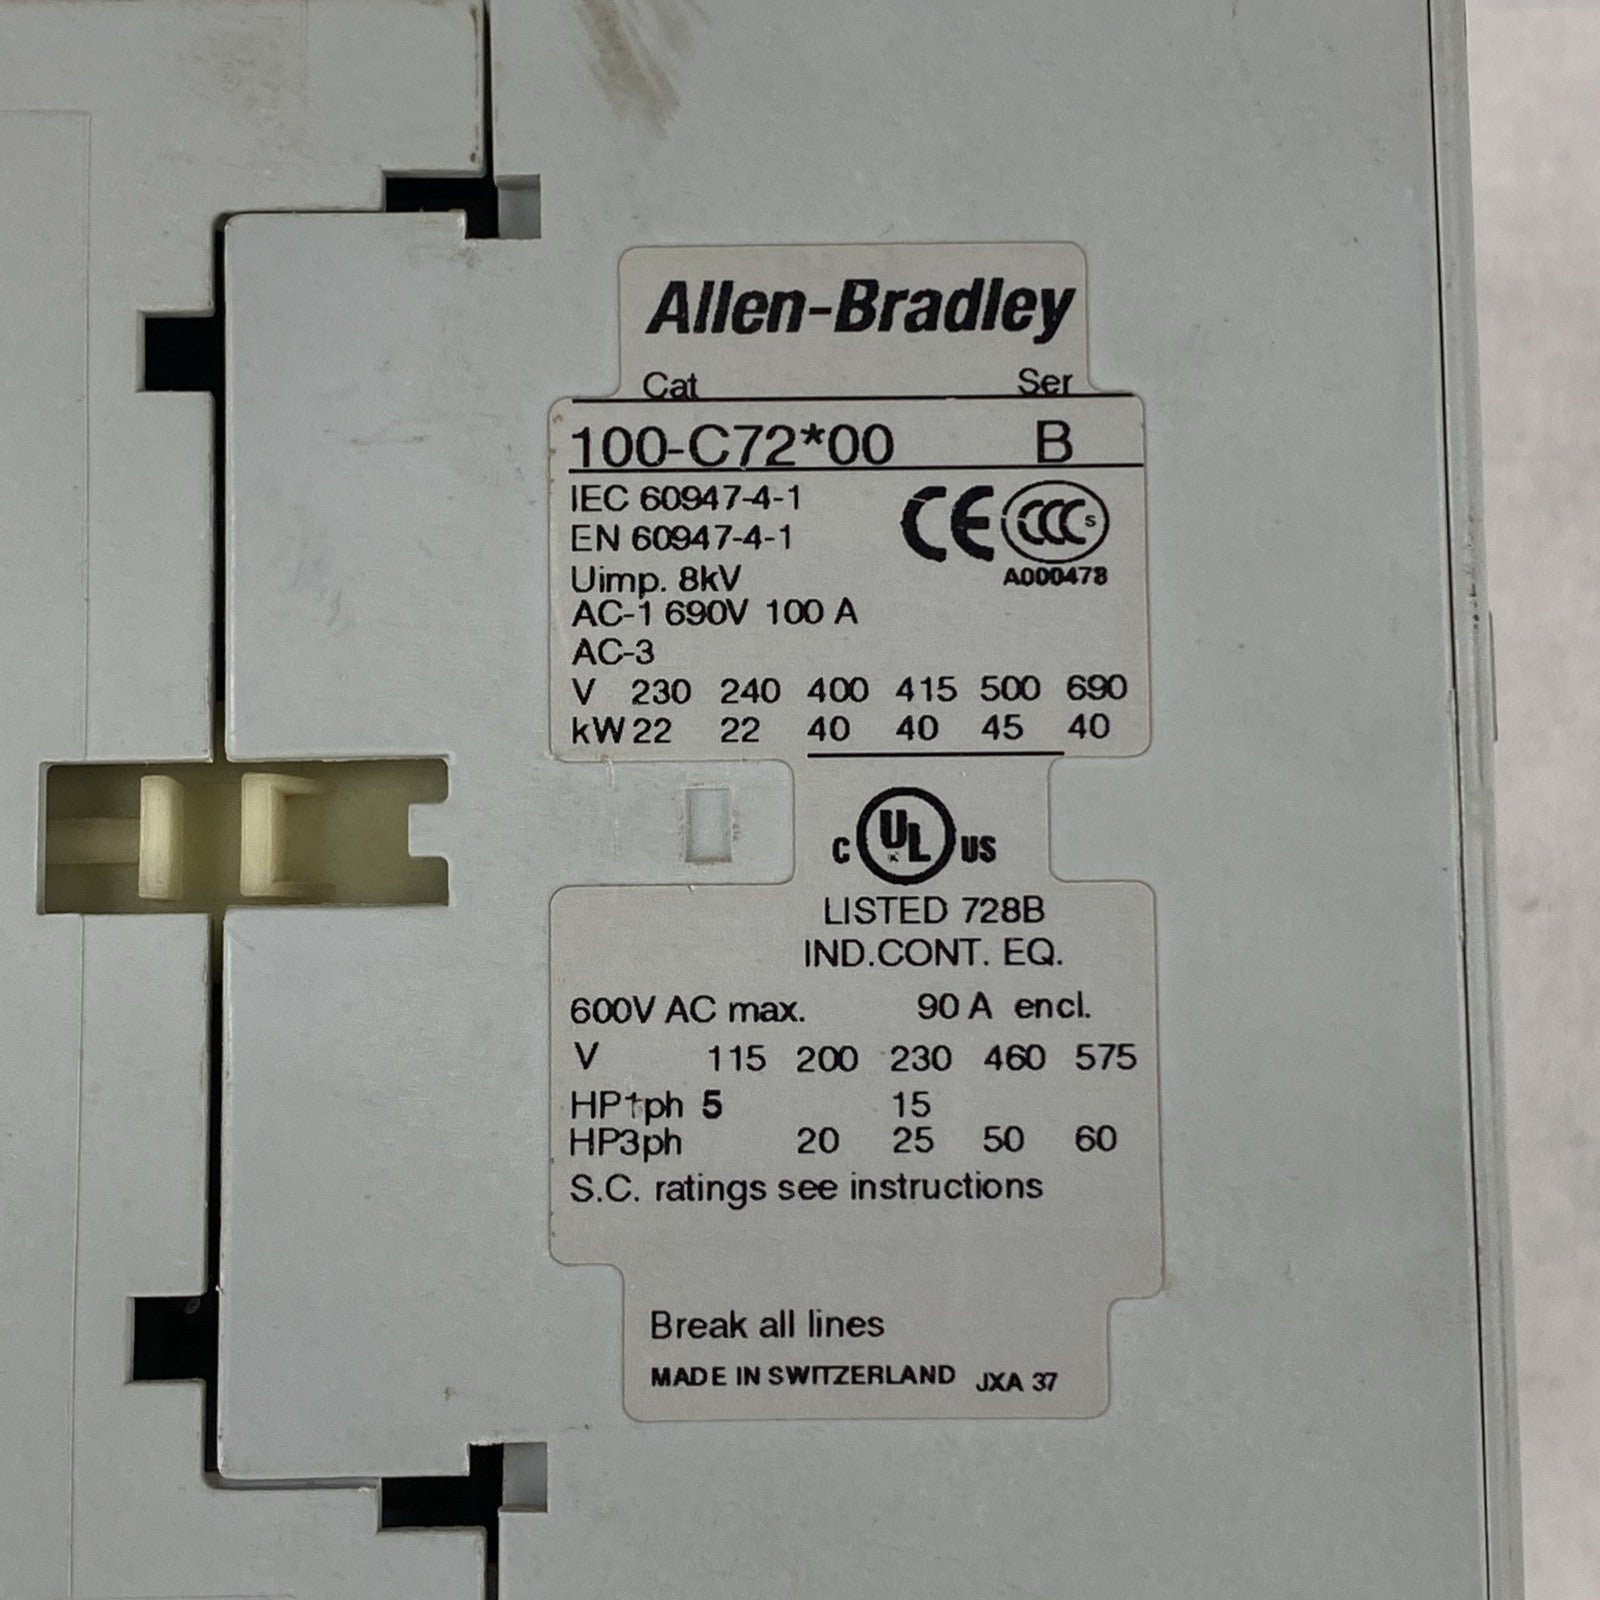 Allen-Bradley
Cat Ser
100-C72*00 B
IEC 60947-4-1
EN 60947-4-1
CE CCC S
A000478
Uimp. 8kV
AC-1 690V 100 A
AC-3
V 230 240 400 415 500 690
kW 22 22 40 40 45 40
C UL US
LISTED 728B
IND.CONT. EQ.
600V AC max. 90 A encl.
V 115 200 230 460 575
HP1ph 5 15
HP3ph 20 25 50 60
S.C. ratings see instructions
Break all lines
MADE IN SWITZERLAND JXA 37